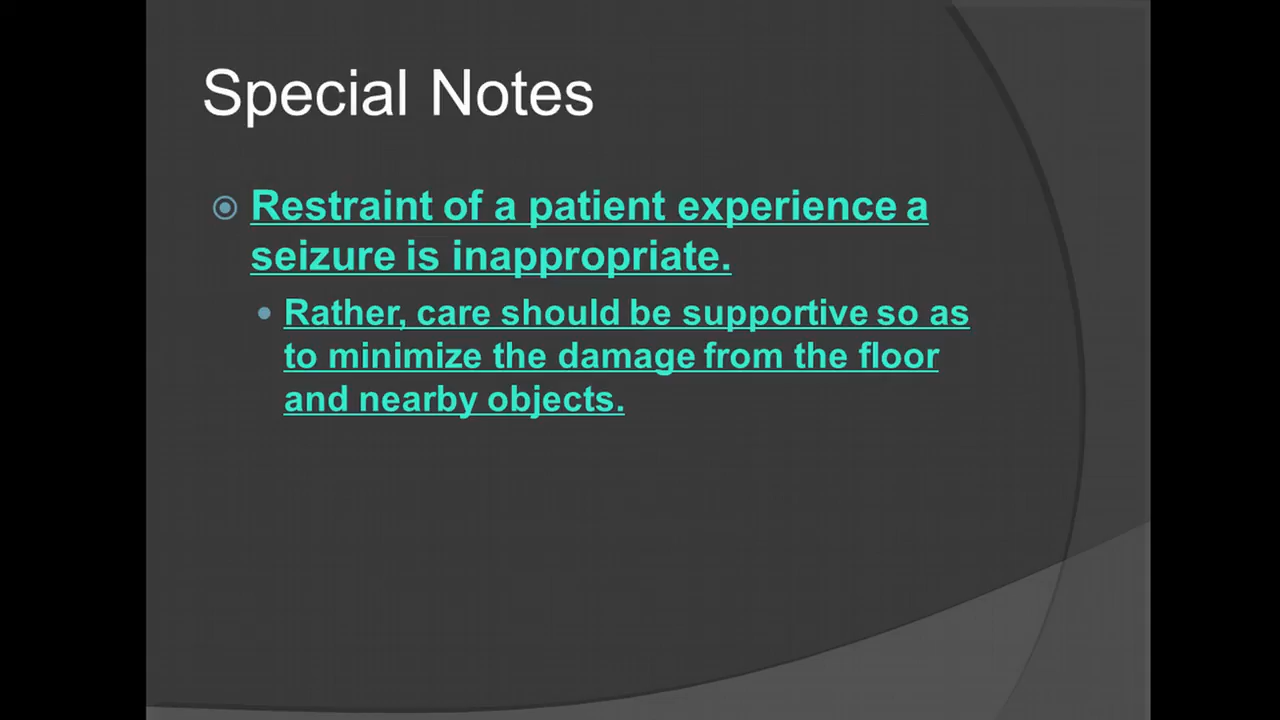 Special Notes
Restraint of a patient experience a
seizure is inappropriate.
Rather, care should be supportive so as
to minimize the damage from the floor
and nearby objects.